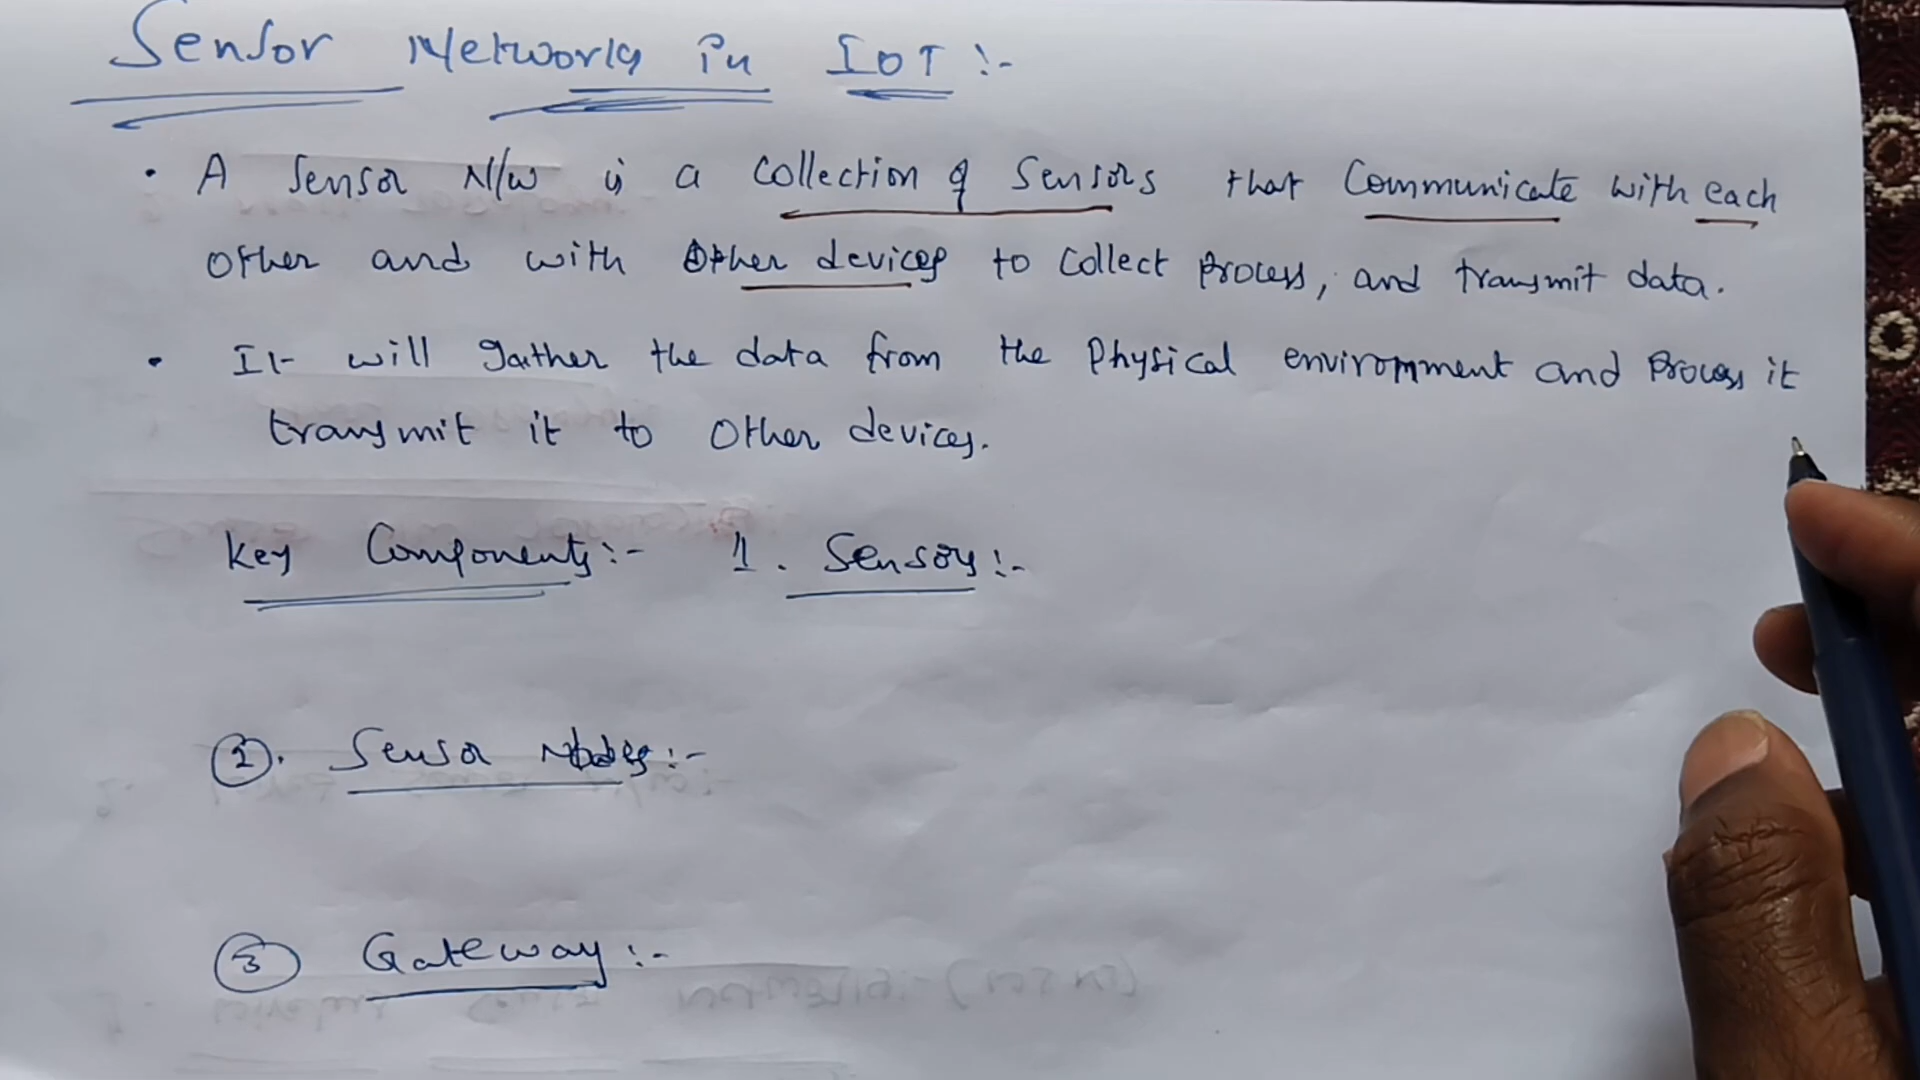 Sensor Networks in IOT :-
• A Sensor N/w is a Collection of Sensors that Communicate with each
other and with Other devices to Collect Process, and transmit data.
• It will gather the data from the Physical environment and Process it
transmit it to Other devices.
Key Components :- 1. Sensors :-
②. Sensor Nodes :-
③ Gateway :-